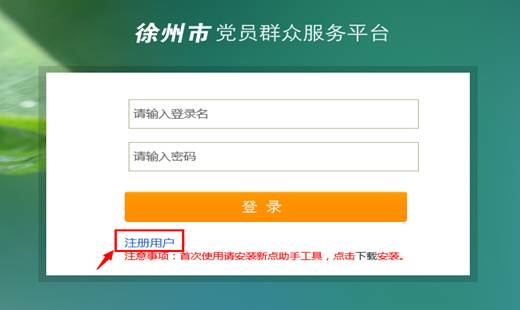 徐州市党员群众服务平台
请输入登录名
请输入密码
登 录
注册用户
注意事项：首次使用请安装新点助手工具，点击下载安装。